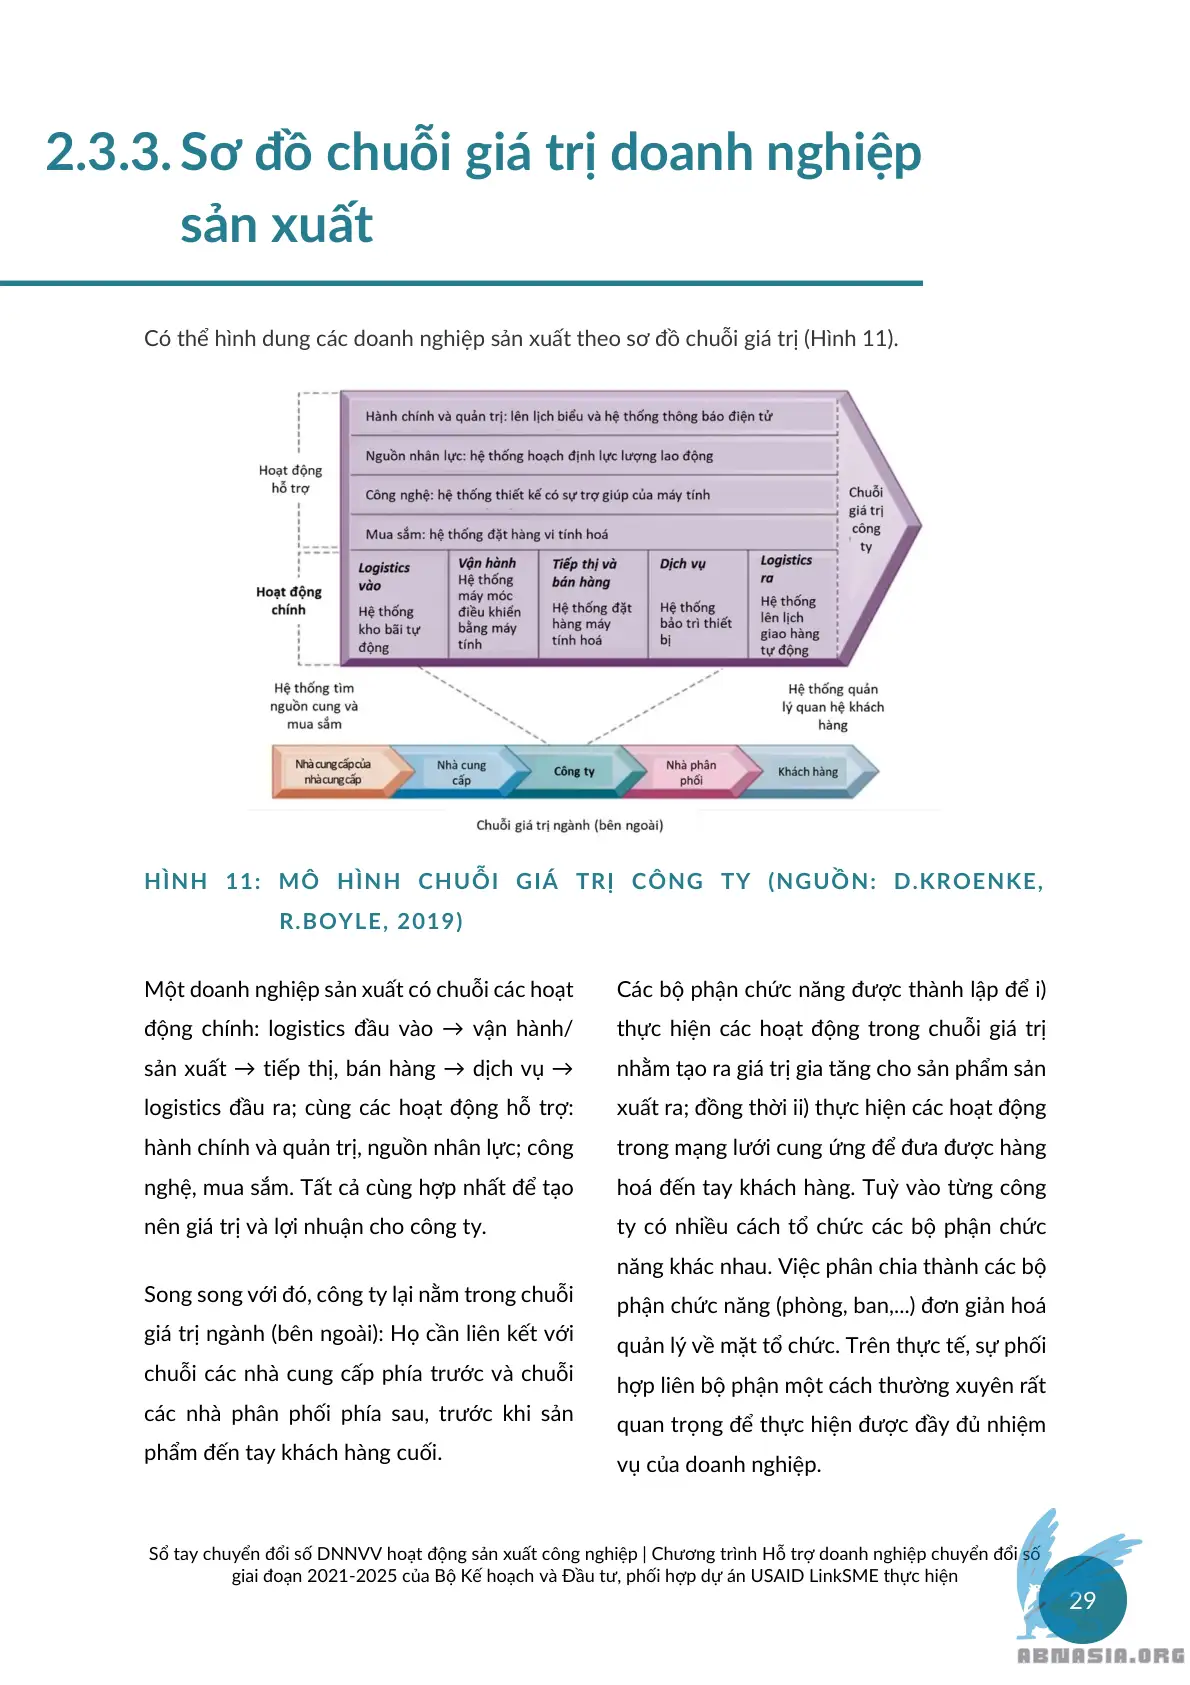 2.3.3. Sơ đồ chuỗi giá trị doanh nghiệp
sản xuất
Có thể hình dung các doanh nghiệp sản xuất theo sơ đồ chuỗi giá trị (Hình 11).
Hoạt động
hỗ trợ
Hành chính và quản trị: lên lịch biểu và hệ thống thông báo điện tử
Nguồn nhân lực: hệ thống hoạch định lực lượng lao động
Công nghệ: hệ thống thiết kế có sự trợ giúp của máy tính
Mua sắm: hệ thống đặt hàng vi tính hoá
Chuỗi
giá trị
công
ty
Hoạt động
chính
Logistics
vào
Hệ thống
kho bãi tự
động
Vận hành
Hệ thống
máy móc
điều khiển
bằng máy
tính
Tiếp thị và
bán hàng
Hệ thống đặt
hàng máy
tính hoá
Dịch vụ
Hệ thống
bảo trì thiết
bị
Logistics
ra
Hệ thống
lên lịch
giao hàng
tự động
Hệ thống tìm
nguồn cung và
mua sắm
Hệ thống quản
lý quan hệ khách
hàng
Nhà cung cấp của
nhà cung cấp
Nhà cung
cấp
Công ty
Nhà phân
phối
Khách hàng
Chuỗi giá trị ngành (bên ngoài)
HÌNH 11: MÔ HÌNH CHUỖI GIÁ TRỊ CÔNG TY (NGUỒN: D.KROENKE,
R.BOYLE, 2019)
Một doanh nghiệp sản xuất có chuỗi các hoạt
động chính: logistics đầu vào → vận hành/
sản xuất → tiếp thị, bán hàng → dịch vụ →
logistics đầu ra; cùng các hoạt động hỗ trợ:
hành chính và quản trị, nguồn nhân lực; công
nghệ, mua sắm. Tất cả cùng hợp nhất để tạo
nên giá trị và lợi nhuận cho công ty.
Song song với đó, công ty lại nằm trong chuỗi
giá trị ngành (bên ngoài): Họ cần liên kết với
chuỗi các nhà cung cấp phía trước và chuỗi
các nhà phân phối phía sau, trước khi sản
phẩm đến tay khách hàng cuối.
Các bộ phận chức năng được thành lập để i)
thực hiện các hoạt động trong chuỗi giá trị
nhằm tạo ra giá trị gia tăng cho sản phẩm sản
xuất ra; đồng thời ii) thực hiện các hoạt động
trong mạng lưới cung ứng để đưa được hàng
hoá đến tay khách hàng. Tuỳ vào từng công
ty có nhiều cách tổ chức các bộ phận chức
năng khác nhau. Việc phân chia thành các bộ
phận chức năng (phòng, ban,...) đơn giản hoá
quản lý về mặt tổ chức. Trên thực tế, sự phối
hợp liên bộ phận một cách thường xuyên rất
quan trọng để thực hiện được đầy đủ nhiệm
vụ của doanh nghiệp.
Sổ tay chuyển đổi số DNNVV hoạt động sản xuất công nghiệp | Chương trình Hỗ trợ doanh nghiệp chuyển đổi số
giai đoạn 2021-2025 của Bộ Kế hoạch và Đầu tư, phối hợp dự án USAID LinkSME thực hiện
29
ABNASIA.ORG